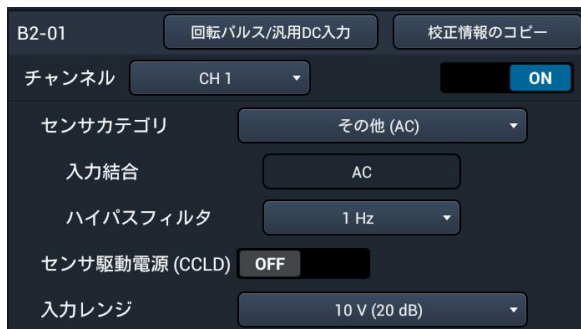 B2-01 回転パルス/汎用DC入力 校正情報のコピー
チャンネル CH 1 ON
センサカテゴリ その他 (AC)
入力結合 AC
ハイパスフィルタ 1 Hz
センサ駆動電源 (CCLD) OFF
入力レンジ 10 V (20 dB)